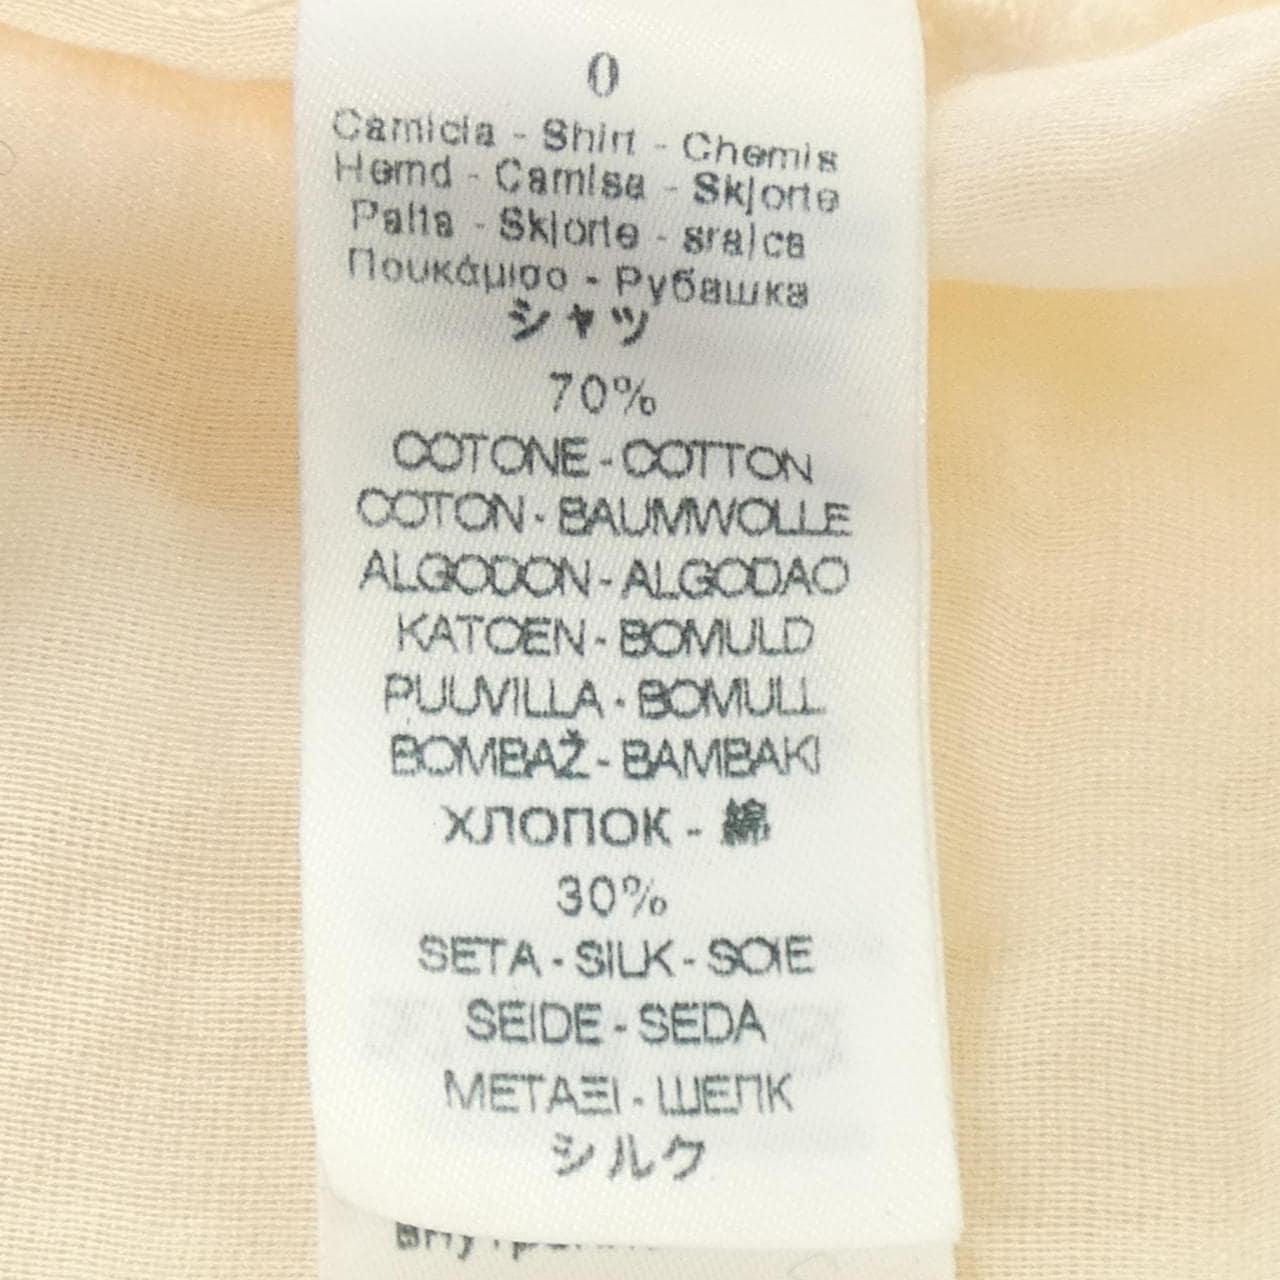 0
Camicia - Shirt - Chemis
Hemd - Camisa - Skjorte
Paita - Skjorte - srajca
Πουκάμισο - Рубашка
シャツ
70%
COTONE - COTTON
COTON - BAUMWOLLE
ALGODON - ALGODAO
KATOEN - BOMULD
PUUVILLA - BOMULL
BOMBAŽ - BAMBAKI
ХЛОПОК - 綿
30%
SETA - SILK - SOIE
SEIDE - SEDA
ΜΕΤΑΞΙ - ШЕЛК
シルク